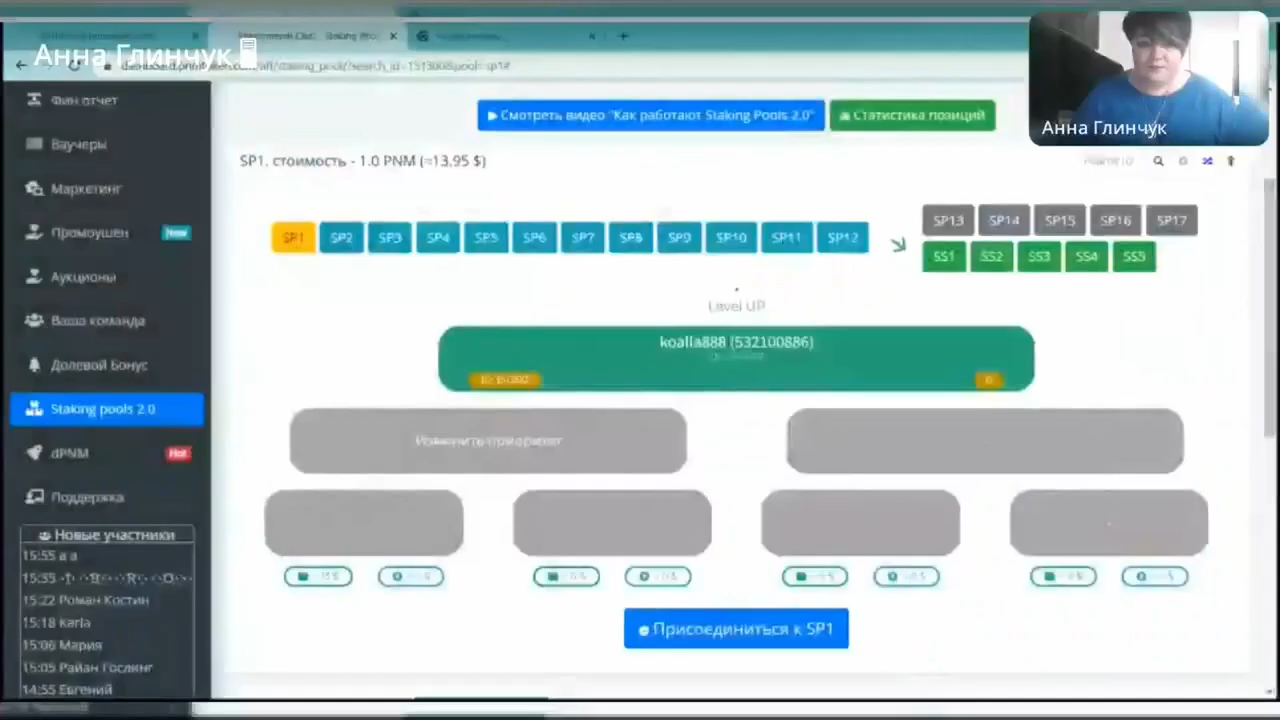 Анна Глинчук
Анна Глинчук
Фин отчет
Ваучеры
Маркетинг
Промоушен New
Аукционы
Ваша команда
Долевой Бонус
Staking pools 2.0
dPNM Hot
Поддержка
Новые участники
15:55 a a
15:22 Роман Костин
15:18 Karla
15:06 Мария
15:05 Райан Гослинг
14:55 Евгений
Смотреть видео "Как работают Staking Pools 2.0"
Статистика позиций
SP1, стоимость - 1.0 PNM (≈13.95 $)
SP1 SP2 SP3 SP4 SP5 SP6 SP7 SP8 SP9 SP10 SP11 SP12
SP13 SP14 SP15 SP16 SP17
SS1 SS2 SS3 SS4 SS5
Level UP
koalla888 (532100886)
Изменить приоритет
Присоединиться к SP1